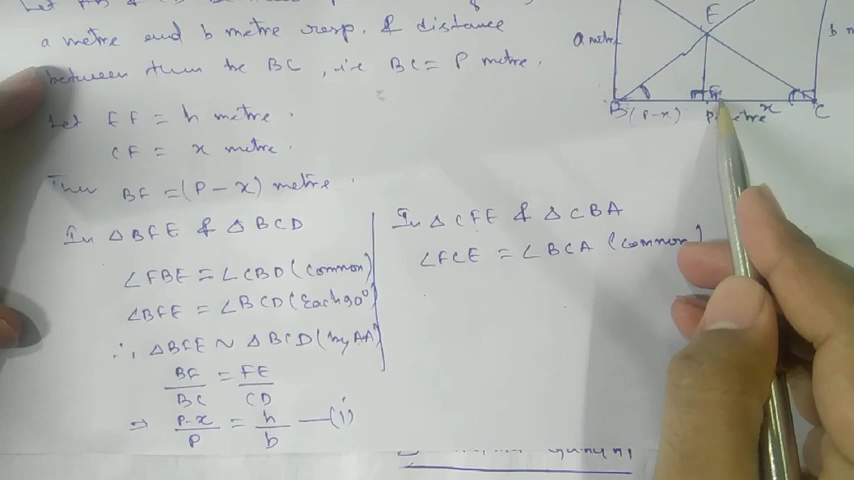 a metre and b metre resp. & distance
between them be BC, i.e BC = P metre.
Let EF = h metre
CF = x metre.
Then BF = (P-x) metre.
In △BFE & △BCD
∠FBE = ∠CBD (common)
∠BFE = ∠BCD (Each 90°)
∴ △BFE ~ △BCD (by AA)
BF/BC = FE/CD
⇒ P-x/P = h/b —(i)
In △CFE & △CBA
∠FCE = ∠BCA (common)
E
a metre
b m
B (P-x) x C